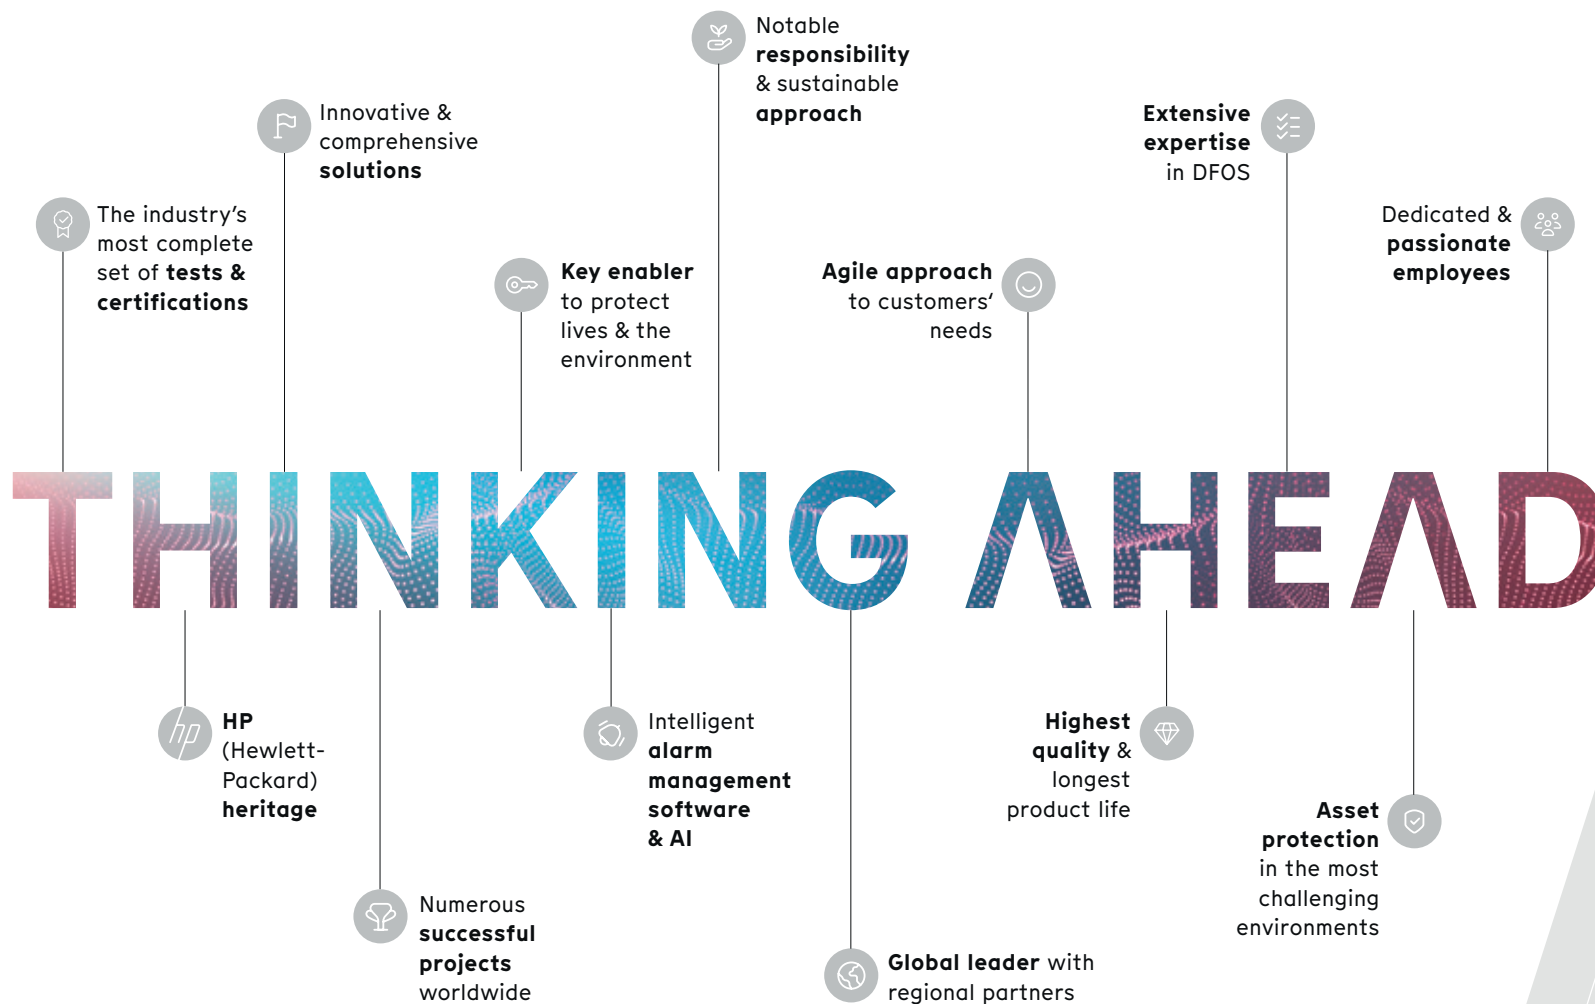 Notable
responsibility
& sustainable
approach
Innovative &
comprehensive
solutions
Extensive
expertise
in DFOS
The industry’s
most complete
set of tests &
certifications
Dedicated &
passionate
employees
Key enabler
to protect
lives & the
environment
Agile approach
to customers‘
needs
THINKING AHEAD
hp
HP
(Hewlett-
Packard)
heritage
Intelligent
alarm
management
software
& AI
Highest
quality &
longest
product life
Asset
protection
in the most
challenging
environments
Numerous
successful
projects
worldwide
Global leader with
regional partners